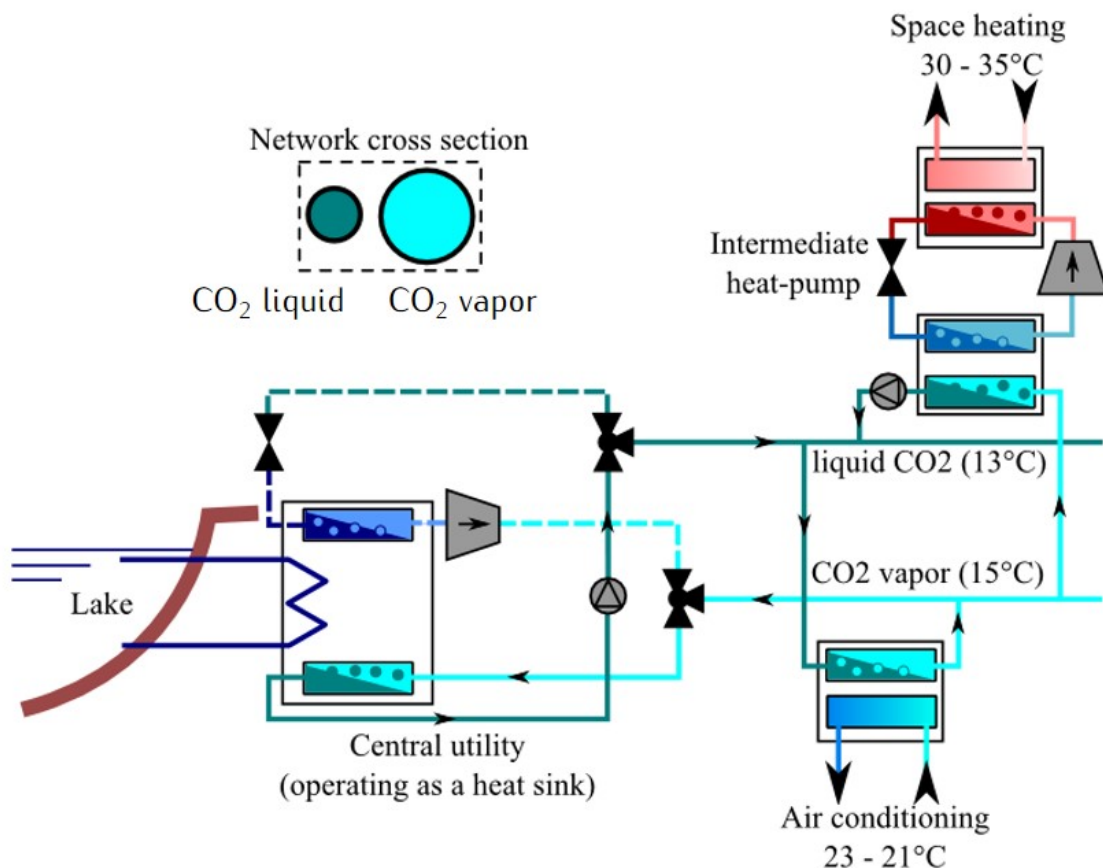 Space heating
30 - 35°C
Network cross section
CO₂ liquid
CO₂ vapor
Intermediate
heat-pump
liquid CO2 (13°C)
CO2 vapor (15°C)
Lake
Central utility
(operating as a heat sink)
Air conditioning
23 - 21°C